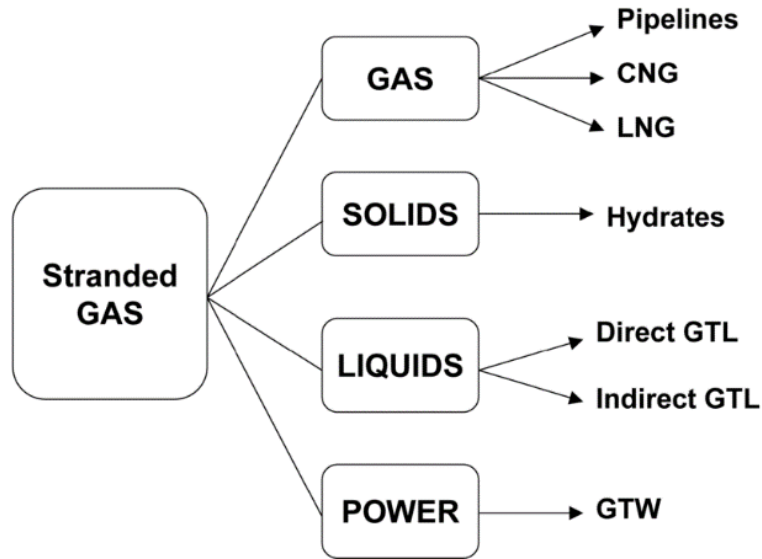 Stranded
GAS
GAS
Pipelines
CNG
LNG
SOLIDS
Hydrates
LIQUIDS
Direct GTL
Indirect GTL
POWER
GTW